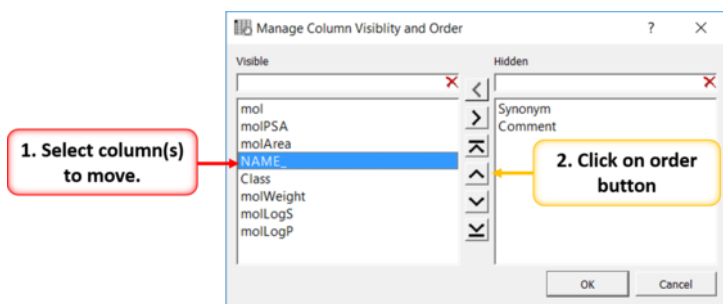 Manage Column Visiblity and Order
?
Visible
Hidden
mol
molPSA
molArea
NAME_
Class
molWeight
molLogS
molLogP
Synonym
Comment
1. Select column(s)
to move.
2. Click on order
button
OK
Cancel